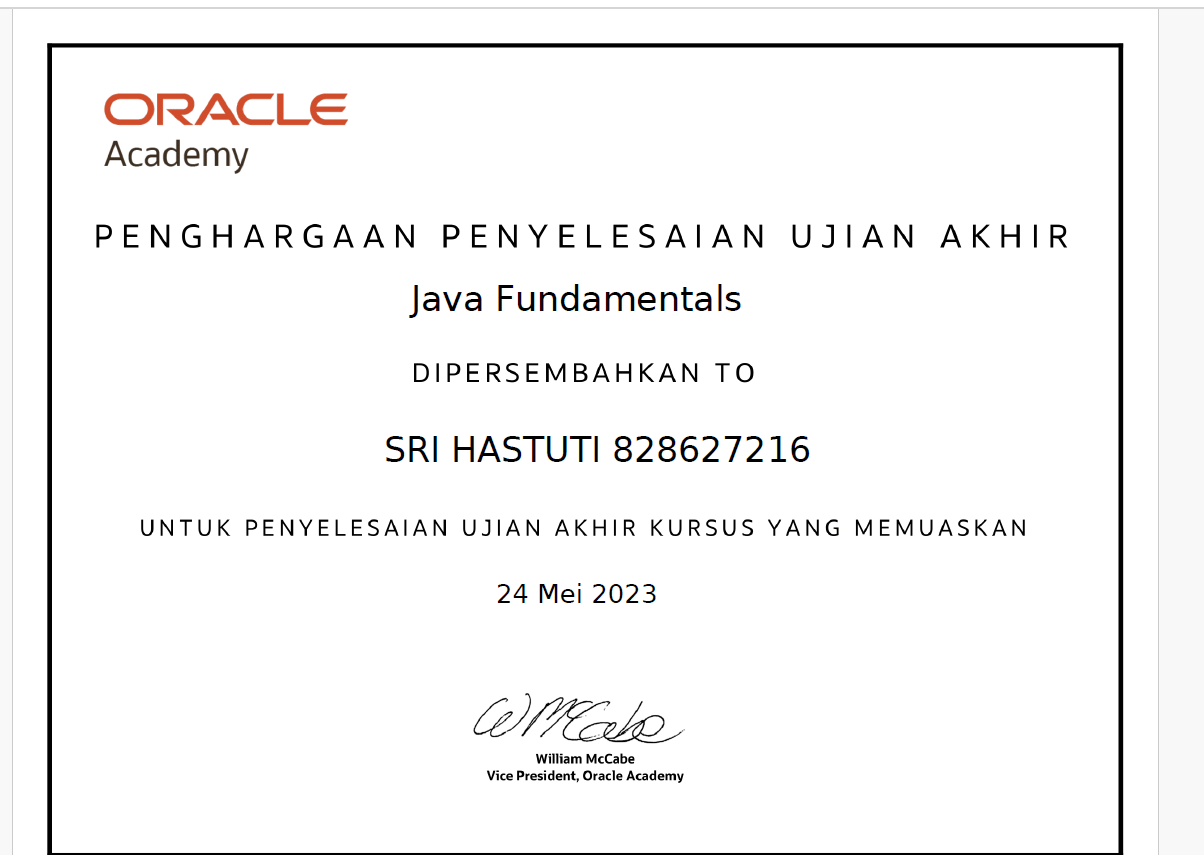 ORACLE
Academy
PENGHARGAAN PENYELESAIAN UJIAN AKHIR
Java Fundamentals
DIPERSEMBAHKAN TO
SRI HASTUTI 828627216
UNTUK PENYELESAIAN UJIAN AKHIR KURSUS YANG MEMUASKAN
24 Mei 2023
W McCabe
William McCabe
Vice President, Oracle Academy